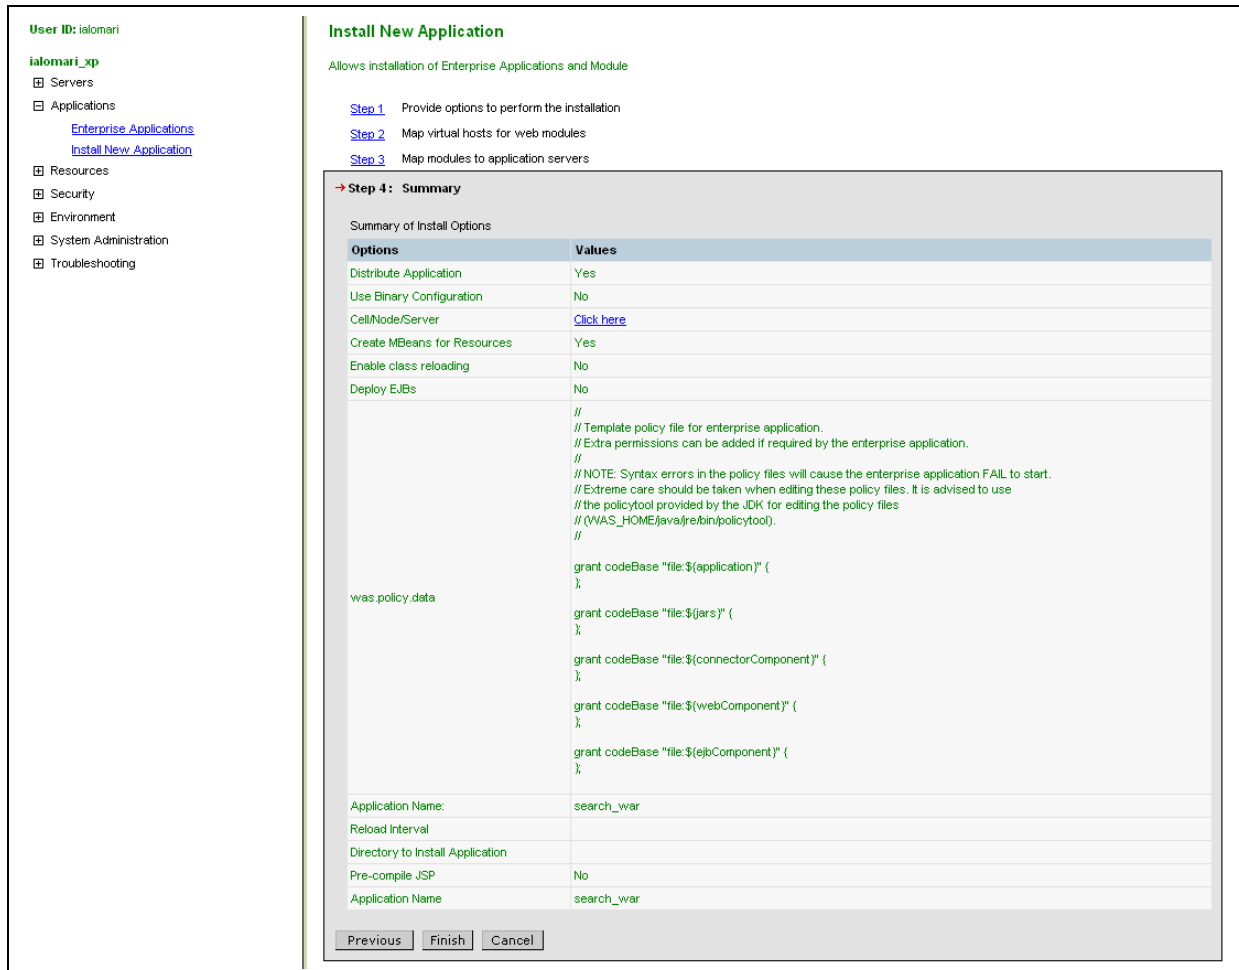 User ID: ialomari
ialomari_xp
Servers
Applications
Enterprise Applications
Install New Application
Resources
Security
Environment
System Administration
Troubleshooting
Install New Application
Allows installation of Enterprise Applications and Module
Step 1 Provide options to perform the installation
Step 2 Map virtual hosts for web modules
Step 3 Map modules to application servers
→ Step 4: Summary
Summary of Install Options
Options Values
Distribute Application Yes
Use Binary Configuration No
Cell/Node/Server Click here
Create MBeans for Resources Yes
Enable class reloading No
Deploy EJBs No
was.policy.data
//
// Template policy file for enterprise application.
// Extra permissions can be added if required by the enterprise application.
//
// NOTE: Syntax errors in the policy files will cause the enterprise application FAIL to start.
// Extreme care should be taken when editing these policy files. It is advised to use
// the policytool provided by the JDK for editing the policy files
// (WAS_HOME/java/jre/bin/policytool).
//
grant codeBase "file:${application}" {
};
grant codeBase "file:${jars}" {
};
grant codeBase "file:${connectorComponent}" {
};
grant codeBase "file:${webComponent}" {
};
grant codeBase "file:${ejbComponent}" {
};
Application Name: search_war
Reload Interval
Directory to Install Application
Pre-compile JSP No
Application Name search_war
Previous Finish Cancel